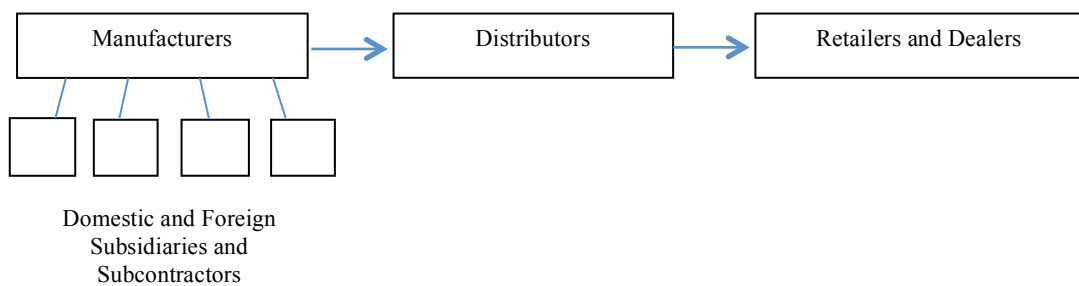 Manufacturers
Distributors
Retailers and Dealers
Domestic and Foreign
Subsidiaries and
Subcontractors